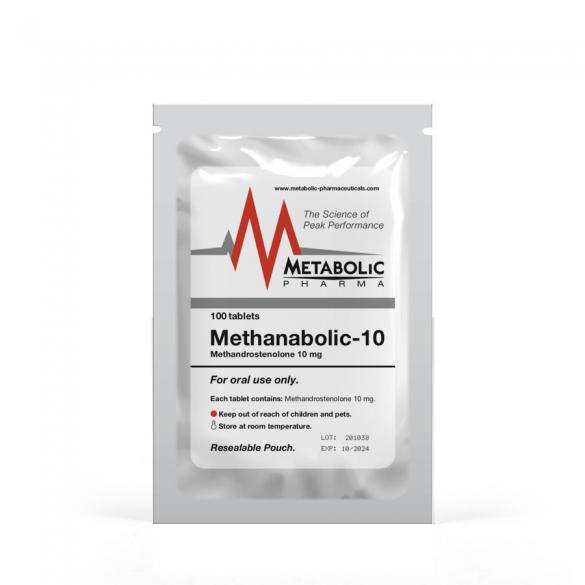 www.metabolic-pharmaceuticals.com
The Science of
Peak Performance
METABOLIC
PHARMA
100 tablets
Methanabolic-10
Methandrostenolone 10 mg
For oral use only.
Each tablet contains: Methandrostenolone 10 mg.
Keep out of reach of children and pets.
Store at room temperature.
LOT: 201038
Resealable Pouch.
EXP: 10/2024